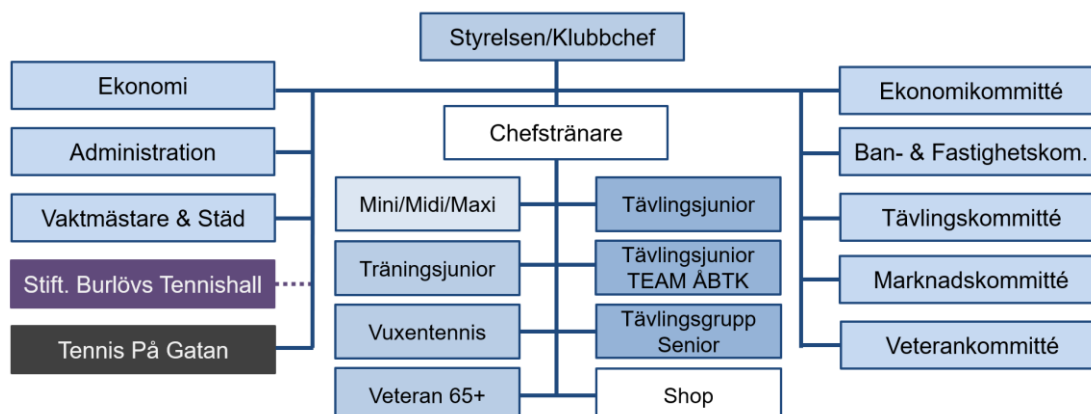 Styrelsen/Klubbchef
Ekonomi
Administration
Vaktmästare & Städ
Stift. Burlövs Tennishall
Tennis På Gatan
Chefstränare
Mini/Midi/Maxi
Träningsjunior
Vuxentennis
Veteran 65+
Tävlingsjunior
Tävlingsjunior
TEAM ÅBTK
Tävlingsgrupp
Senior
Shop
Ekonomikommitté
Ban- & Fastighetskom.
Tävlingskommitté
Marknadskommitté
Veterankommitté